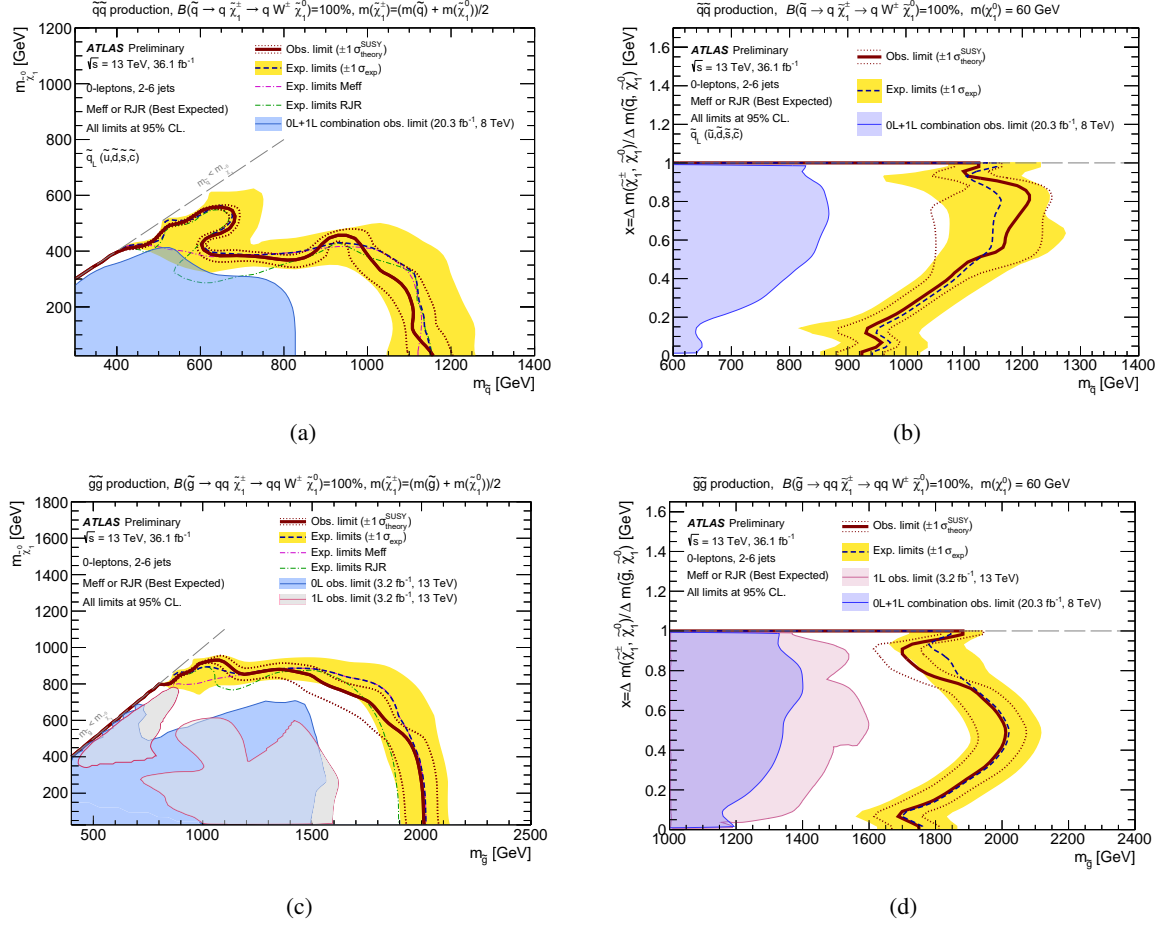 q̃q̃ production, B(q̃ → q χ̃₁± → q W± χ̃₁⁰)=100%, m(χ̃₁±)=(m(q̃) + m(χ̃₁⁰))/2
m_χ̃₁⁰ [GeV]
1200
1000
800
600
400
200
ATLAS Preliminary
√s = 13 TeV, 36.1 fb⁻¹
0-leptons, 2-6 jets
Meff or RJR (Best Expected)
All limits at 95% CL.
q̃_L (ũ,d̃,s̃,c̃)
Obs. limit (±1 σ_theory^SUSY)
Exp. limits (±1 σ_exp)
Exp. limits Meff
Exp. limits RJR
0L+1L combination obs. limit (20.3 fb⁻¹, 8 TeV)
m_q̃ < m_χ̃₁⁰
400 600 800 1000 1200 1400
m_q̃ [GeV]
(a)
q̃q̃ production, B(q̃ → q χ̃₁± → q W± χ̃₁⁰)=100%, m(χ₁⁰) = 60 GeV
x=Δ m(χ̃₁±, χ̃₁⁰)/Δ m(q̃, χ̃₁⁰) [GeV]
1.6
1.4
1.2
1
0.8
0.6
0.4
0.2
0
ATLAS Preliminary
√s = 13 TeV, 36.1 fb⁻¹
0-leptons, 2-6 jets
Meff or RJR (Best Expected)
All limits at 95% CL.
q̃_L (ũ,d̃,s̃,c̃)
Obs. limit (±1 σ_theory^SUSY)
Exp. limits (±1 σ_exp)
0L+1L combination obs. limit (20.3 fb⁻¹, 8 TeV)
600 700 800 900 1000 1100 1200 1300 1400
m_q̃ [GeV]
(b)
g̃g̃ production, B(g̃ → qq χ̃₁± → qq W± χ̃₁⁰)=100%, m(χ̃₁±)=(m(g̃) + m(χ̃₁⁰))/2
m_χ̃₁⁰ [GeV]
1800
1600
1400
1200
1000
800
600
400
200
ATLAS Preliminary
√s = 13 TeV, 36.1 fb⁻¹
0-leptons, 2-6 jets
Meff or RJR (Best Expected)
All limits at 95% CL.
Obs. limit (±1 σ_theory^SUSY)
Exp. limits (±1 σ_exp)
Exp. limits Meff
Exp. limits RJR
0L obs. limit (3.2 fb⁻¹, 13 TeV)
1L obs. limit (3.2 fb⁻¹, 13 TeV)
m_g̃ < m_χ̃₁⁰
500 1000 1500 2000 2500
m_g̃ [GeV]
(c)
g̃g̃ production, B(g̃ → qq χ̃₁± → qq W± χ̃₁⁰)=100%, m(χ₁⁰) = 60 GeV
x=Δ m(χ̃₁±, χ̃₁⁰)/Δ m(g̃, χ̃₁⁰) [GeV]
1.6
1.4
1.2
1
0.8
0.6
0.4
0.2
0
ATLAS Preliminary
√s = 13 TeV, 36.1 fb⁻¹
0-leptons, 2-6 jets
Meff or RJR (Best Expected)
All limits at 95% CL.
Obs. limit (±1 σ_theory^SUSY)
Exp. limits (±1 σ_exp)
1L obs. limit (3.2 fb⁻¹, 13 TeV)
0L+1L combination obs. limit (20.3 fb⁻¹, 8 TeV)
1000 1200 1400 1600 1800 2000 2200 2400
m_g̃ [GeV]
(d)